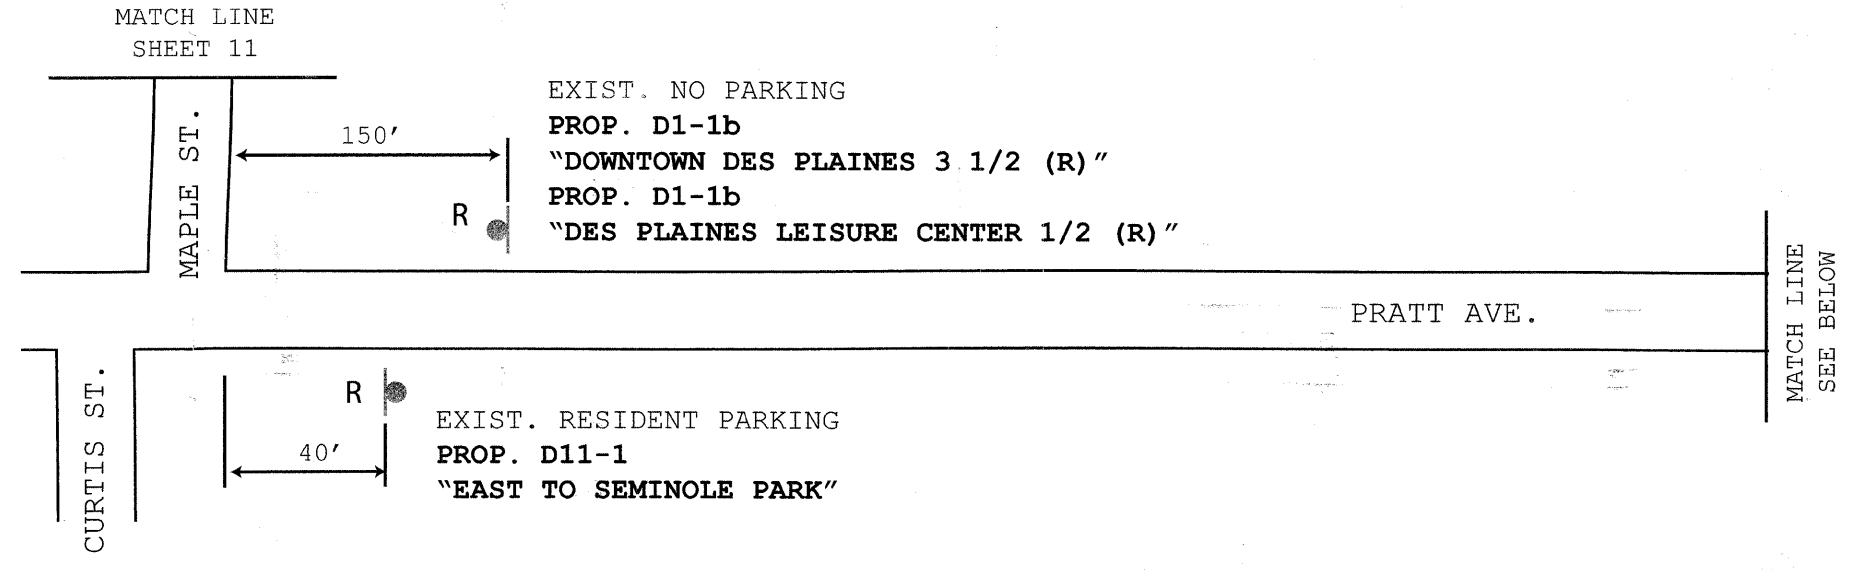 MATCH LINE
SHEET 11
MAPLE ST.
150'
EXIST. NO PARKING
PROP. D1-1b
"DOWNTOWN DES PLAINES 3 1/2 (R)"
PROP. D1-1b
"DES PLAINES LEISURE CENTER 1/2 (R)"
R
PRATT AVE.
MATCH LINE
SEE BELOW
CURTIS ST.
R
40'
EXIST. RESIDENT PARKING
PROP. D11-1
"EAST TO SEMINOLE PARK"